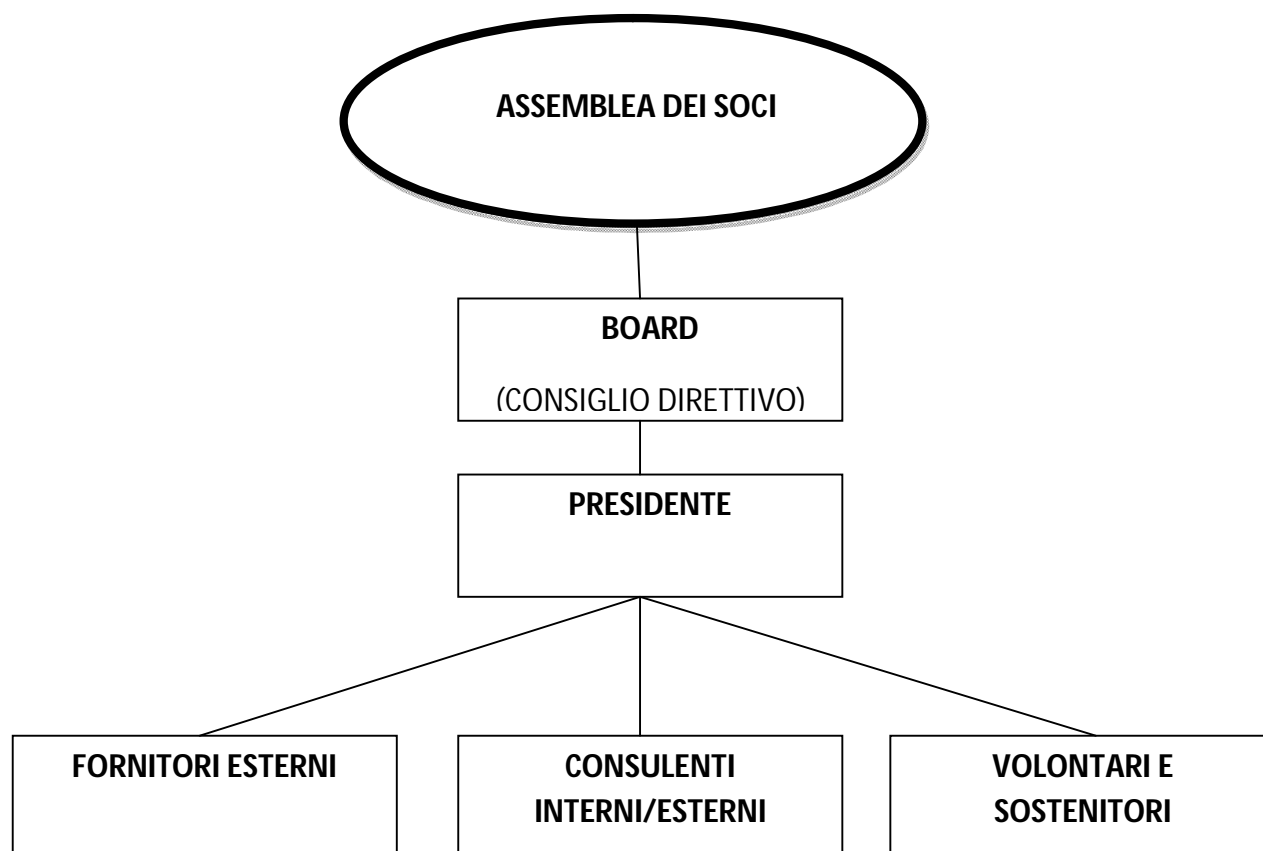 ASSEMBLEA DEI SOCI
BOARD
(CONSIGLIO DIRETTIVO)
PRESIDENTE
FORNITORI ESTERNI
CONSULENTI
INTERNI/ESTERNI
VOLONTARI E
SOSTENITORI